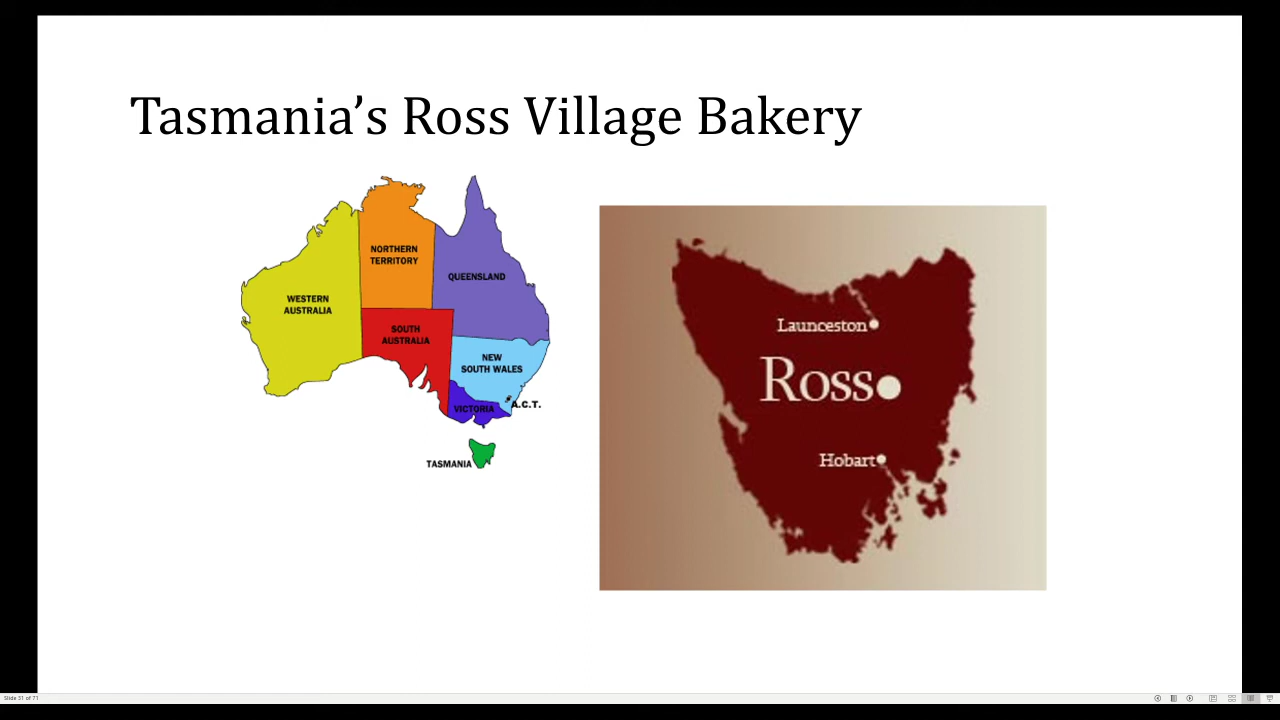 Tasmania’s Ross Village Bakery
NORTHERN
TERRITORY
QUEENSLAND
WESTERN
AUSTRALIA
SOUTH
AUSTRALIA
NEW
SOUTH WALES
VICTORIA
A.C.T.
TASMANIA
Launceston
Ross
Hobart
Slide 31 of 71